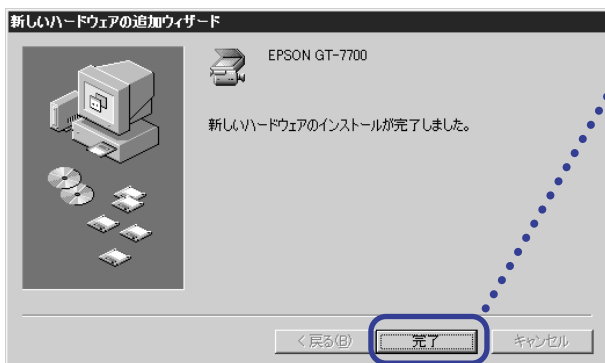 新しいハードウェアの追加ウィザード
EPSON GT-7700
新しいハードウェアのインストールが完了しました。
< 戻る(B)
完了
キャンセル